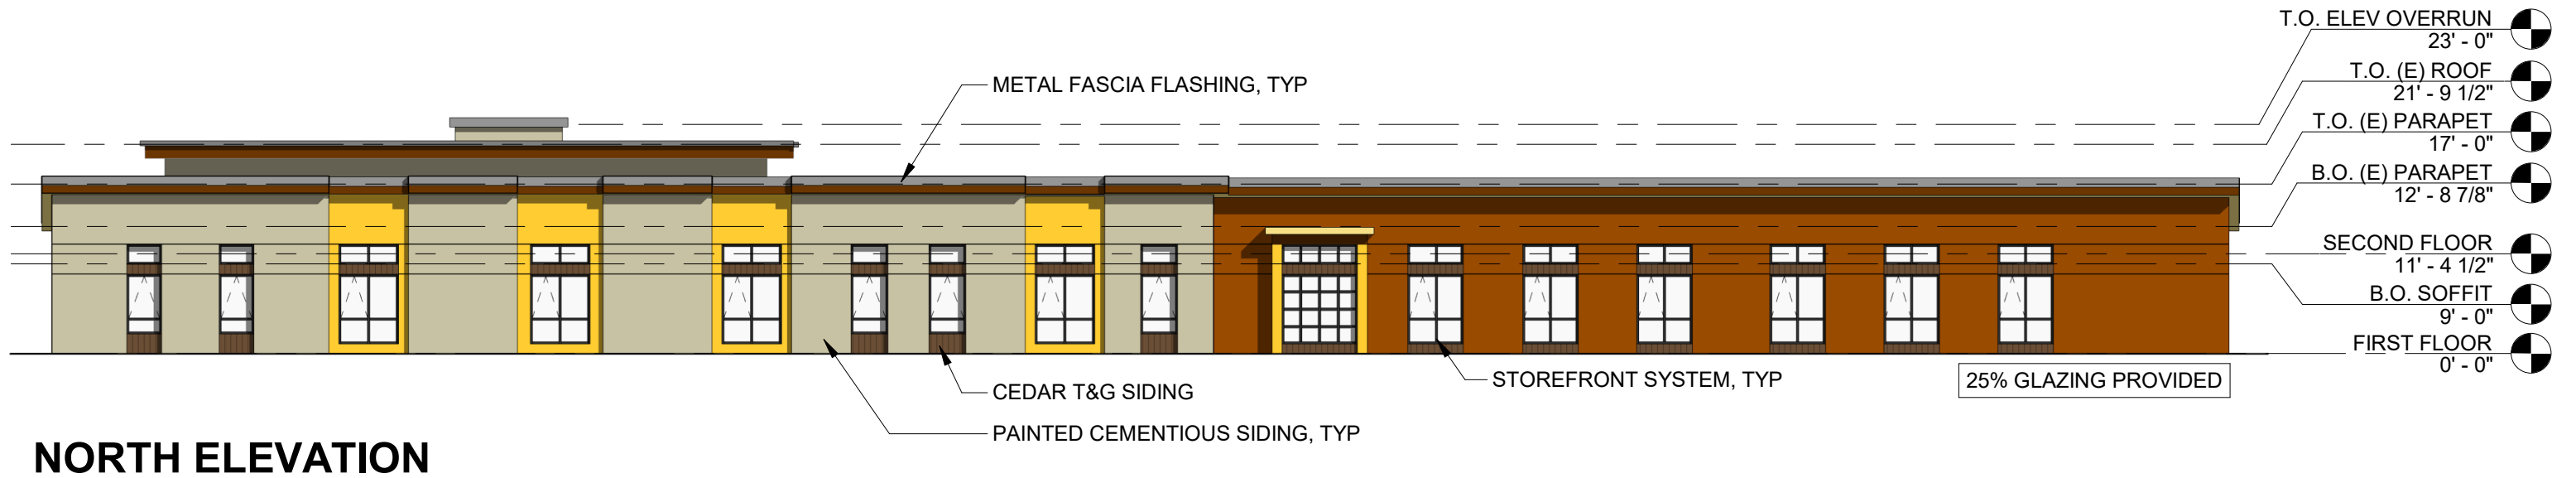 T.O. ELEV OVERRUN
23' - 0"
T.O. (E) ROOF
21' - 9 1/2"
METAL FASCIA FLASHING, TYP
T.O. (E) PARAPET
17' - 0"
B.O. (E) PARAPET
12' - 8 7/8"
SECOND FLOOR
11' - 4 1/2"
B.O. SOFFIT
9' - 0"
FIRST FLOOR
0' - 0"
STOREFRONT SYSTEM, TYP
25% GLAZING PROVIDED
CEDAR T&G SIDING
PAINTED CEMENTIOUS SIDING, TYP
NORTH ELEVATION